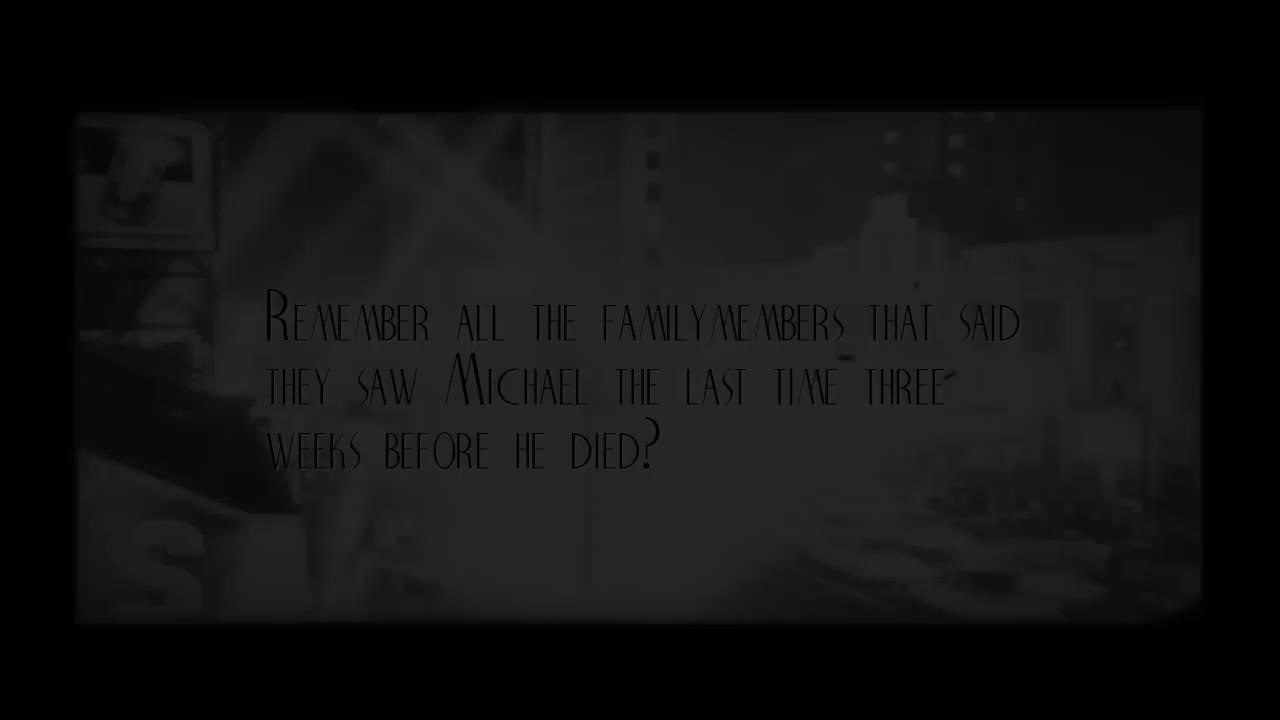 Remember all the familymembers that said
they saw Michael the last time three
weeks before he died?
S